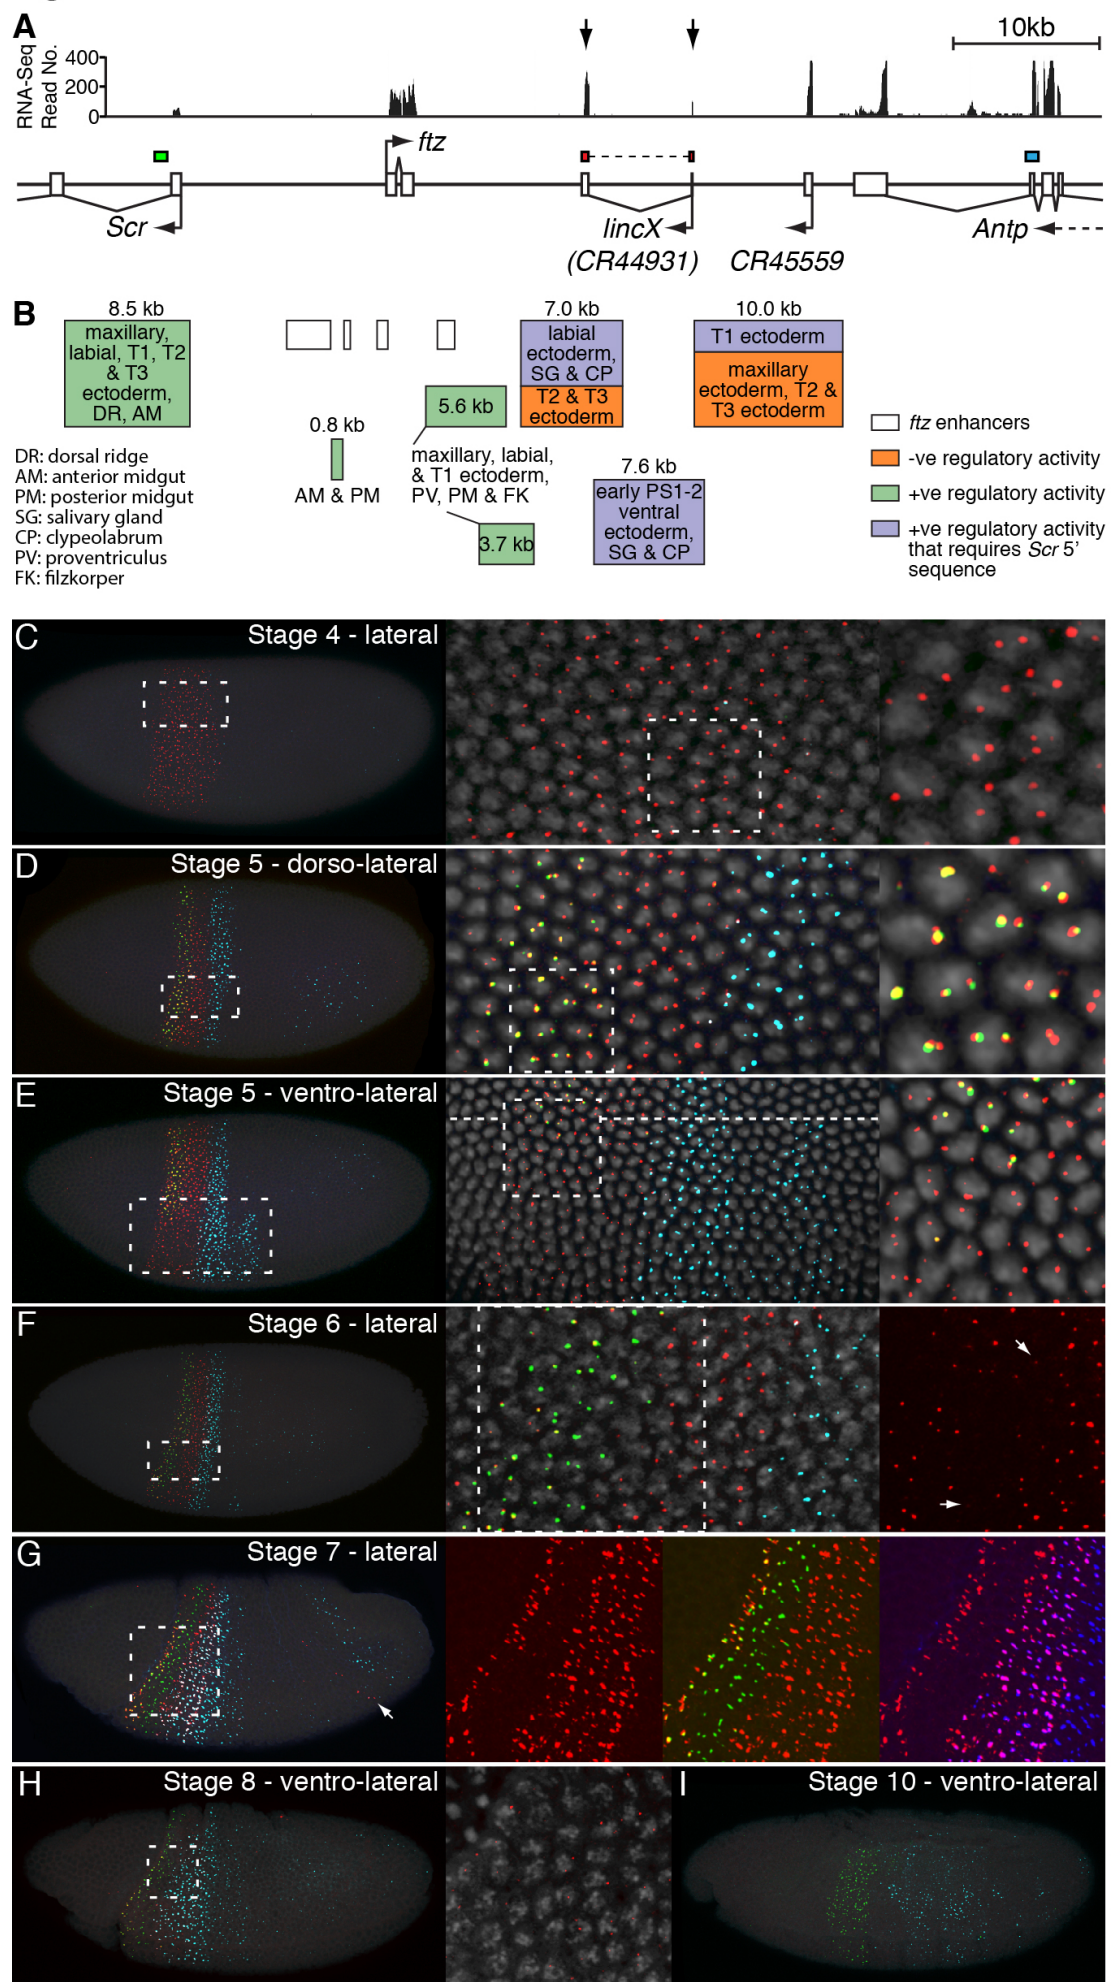 A
RNA-Seq
Read No.
400
200
0
10kb
ftz
Scr
lincX
(CR44931)
CR45559
Antp
B
8.5 kb
maxillary,
labial, T1, T2
& T3
ectoderm,
DR, AM
7.0 kb
labial
ectoderm,
SG & CP
T2 & T3
ectoderm
10.0 kb
T1 ectoderm
maxillary
ectoderm, T2 &
T3 ectoderm
5.6 kb
0.8 kb
AM & PM
maxillary, labial,
& T1 ectoderm,
PV, PM & FK
3.7 kb
7.6 kb
early PS1-2
ventral
ectoderm,
SG & CP
DR: dorsal ridge
AM: anterior midgut
PM: posterior midgut
SG: salivary gland
CP: clypeolabrum
PV: proventriculus
FK: filzkorper
ftz enhancers
-ve regulatory activity
+ve regulatory activity
+ve regulatory activity
that requires Scr 5'
sequence
C
Stage 4 - lateral
D
Stage 5 - dorso-lateral
E
Stage 5 - ventro-lateral
F
Stage 6 - lateral
G
Stage 7 - lateral
H
Stage 8 - ventro-lateral
I
Stage 10 - ventro-lateral